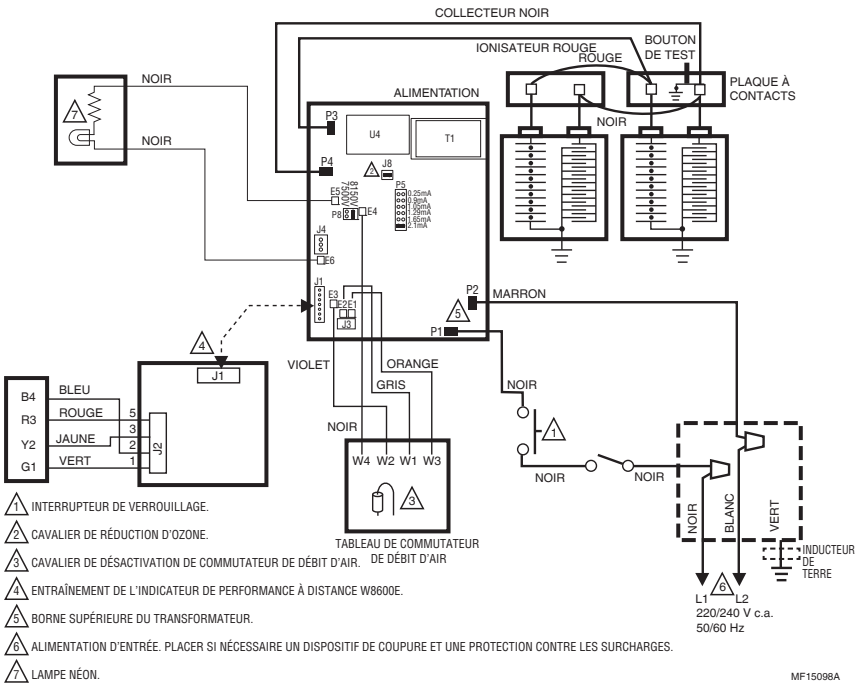 COLLECTEUR NOIR
IONISATEUR ROUGE
BOUTON
DE TEST
ROUGE
PLAQUE À
CONTACTS
NOIR
ALIMENTATION
NOIR
NOIR
7
P3
U4
T1
P4
2
J8
P5
0.25mA
0.9mA
1.05mA
1.29mA
1.65mA
2.1mA
8150V
7500V
E5
P8
E4
J4
E6
J1
E3
E2
E1
J3
P2
5
P1
MARRON
4
VIOLET
ORANGE
GRIS
NOIR
NOIR
J1
B4
BLEU
R3
ROUGE
5
Y2
JAUNE
3
2
G1
VERT
1
J2
W4
W2
W1
W3
3
TABLEAU DE COMMUTATEUR
DE DÉBIT D'AIR
1
NOIR
NOIR
NOIR
BLANC
VERT
INDUCTEUR
DE
TERRE
6
L1
L2
220/240 V c.a.
50/60 Hz
1 INTERRUPTEUR DE VERROUILLAGE.
2 CAVALIER DE RÉDUCTION D'OZONE.
3 CAVALIER DE DÉSACTIVATION DE COMMUTATEUR DE DÉBIT D'AIR.
4 ENTRAÎNEMENT DE L'INDICATEUR DE PERFORMANCE À DISTANCE W8600E.
5 BORNE SUPÉRIEURE DU TRANSFORMATEUR.
6 ALIMENTATION D'ENTRÉE. PLACER SI NÉCESSAIRE UN DISPOSITIF DE COUPURE ET UNE PROTECTION CONTRE LES SURCHARGES.
7 LAMPE NÉON.
MF15098A